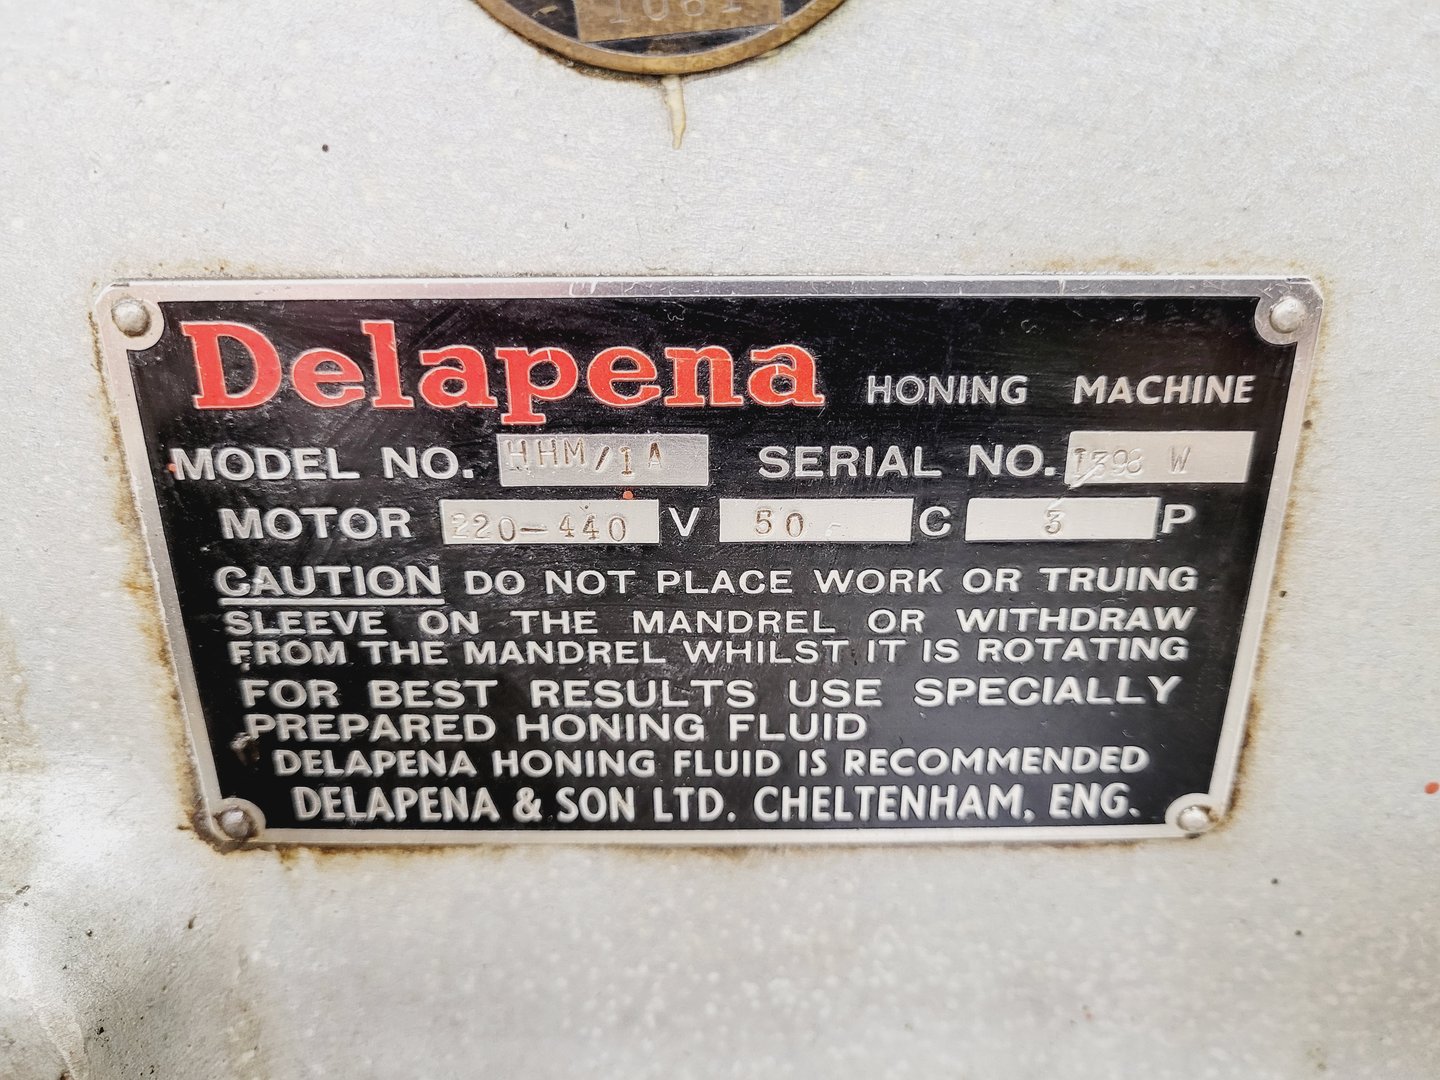 1061
Delapena HONING MACHINE
MODEL NO. HHM/1A SERIAL NO. 1398 W
MOTOR 220-440 V 50 C 3 P
CAUTION DO NOT PLACE WORK OR TRUING
SLEEVE ON THE MANDREL OR WITHDRAW
FROM THE MANDREL WHILST IT IS ROTATING
FOR BEST RESULTS USE SPECIALLY
PREPARED HONING FLUID
DELAPENA HONING FLUID IS RECOMMENDED
DELAPENA & SON LTD. CHELTENHAM, ENG.